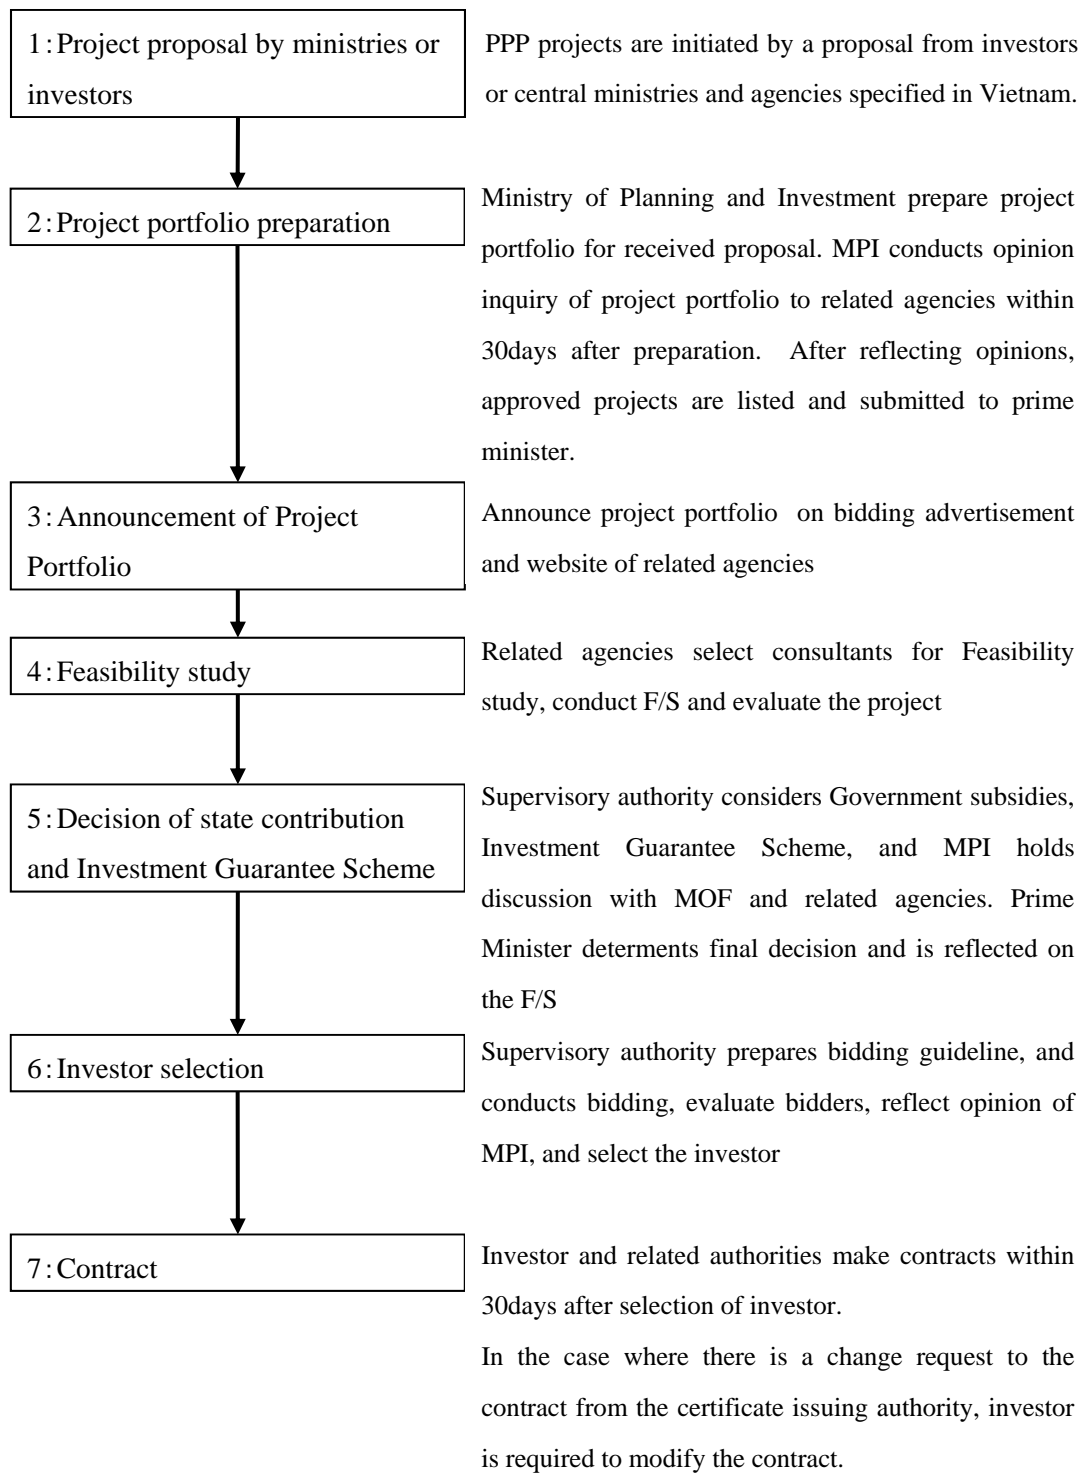 1:Project proposal by ministries or
investors
PPP projects are initiated by a proposal from investors
or central ministries and agencies specified in Vietnam.
2:Project portfolio preparation
Ministry of Planning and Investment prepare project
portfolio for received proposal. MPI conducts opinion
inquiry of project portfolio to related agencies within
30days after preparation. After reflecting opinions,
approved projects are listed and submitted to prime
minister.
3:Announcement of Project
Portfolio
Announce project portfolio on bidding advertisement
and website of related agencies
4:Feasibility study
Related agencies select consultants for Feasibility
study, conduct F/S and evaluate the project
5:Decision of state contribution
and Investment Guarantee Scheme
Supervisory authority considers Government subsidies,
Investment Guarantee Scheme, and MPI holds
discussion with MOF and related agencies. Prime
Minister determents final decision and is reflected on
the F/S
6:Investor selection
Supervisory authority prepares bidding guideline, and
conducts bidding, evaluate bidders, reflect opinion of
MPI, and select the investor
7:Contract
Investor and related authorities make contracts within
30days after selection of investor.
In the case where there is a change request to the
contract from the certificate issuing authority, investor
is required to modify the contract.